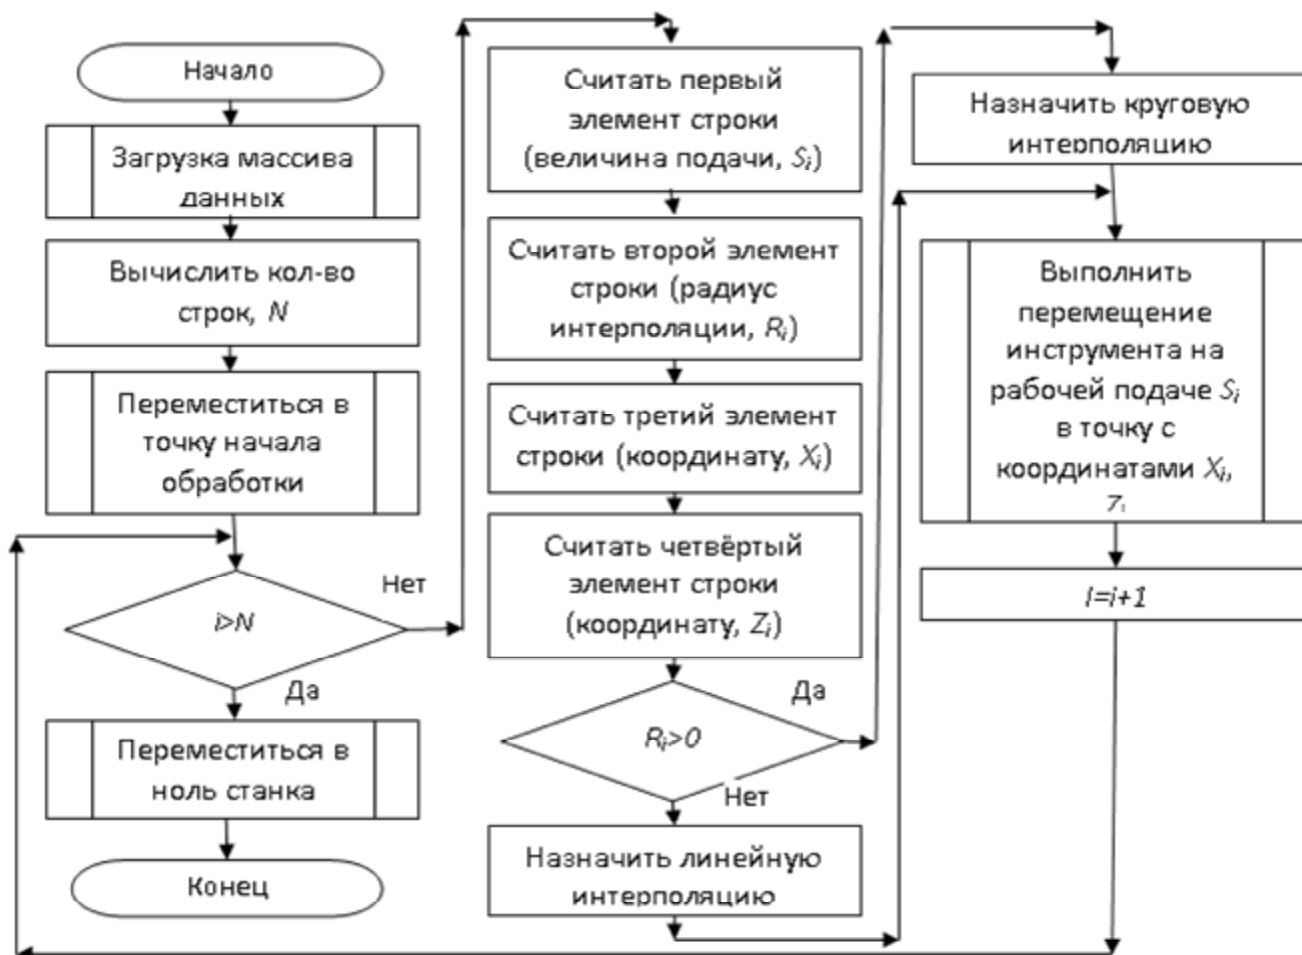 Начало
Загрузка массива
данных
Вычислить кол-во
строк, N
Переместиться в
точку начала
обработки
i>N
Нет
Да
Переместиться в
ноль станка
Конец
Считать первый
элемент строки
(величина подачи, Si)
Считать второй элемент
строки (радиус
интерполяции, Ri)
Считать третий элемент
строки (координату, Xi)
Считать четвёртый
элемент строки
(координату, Zi)
Ri>0
Да
Нет
Назначить линейную
интерполяцию
Назначить круговую
интерполяцию
Выполнить
перемещение
инструмента на
рабочей подаче Si
в точку с
координатами Xi,
Zi
I=i+1